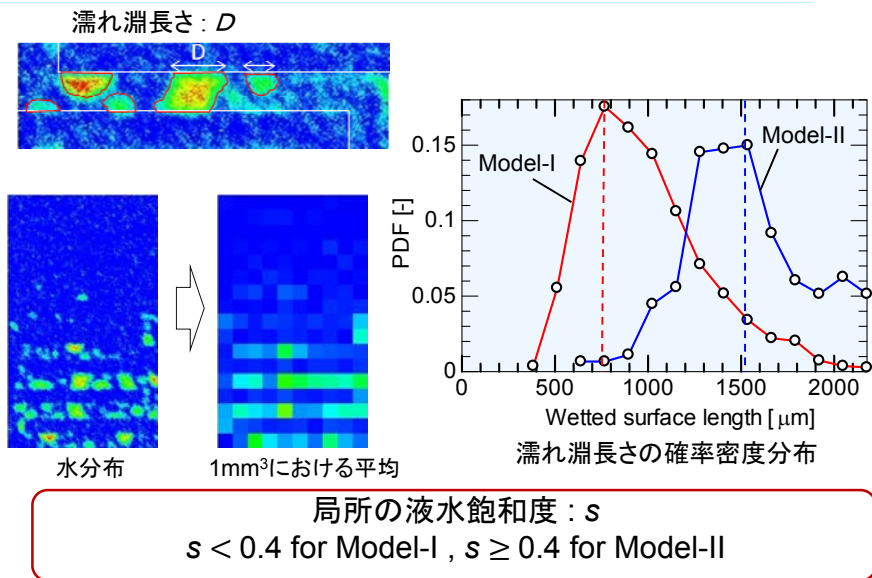 濡れ淵長さ : D
D
水分布
1mm³における平均
PDF [-]
0.15
0.1
0.05
0
Model-I
Model-II
0 500 1000 1500 2000
Wetted surface length [ μm]
濡れ淵長さの確率密度分布
局所の液水飽和度 : s
s < 0.4 for Model-I , s ≥ 0.4 for Model-II